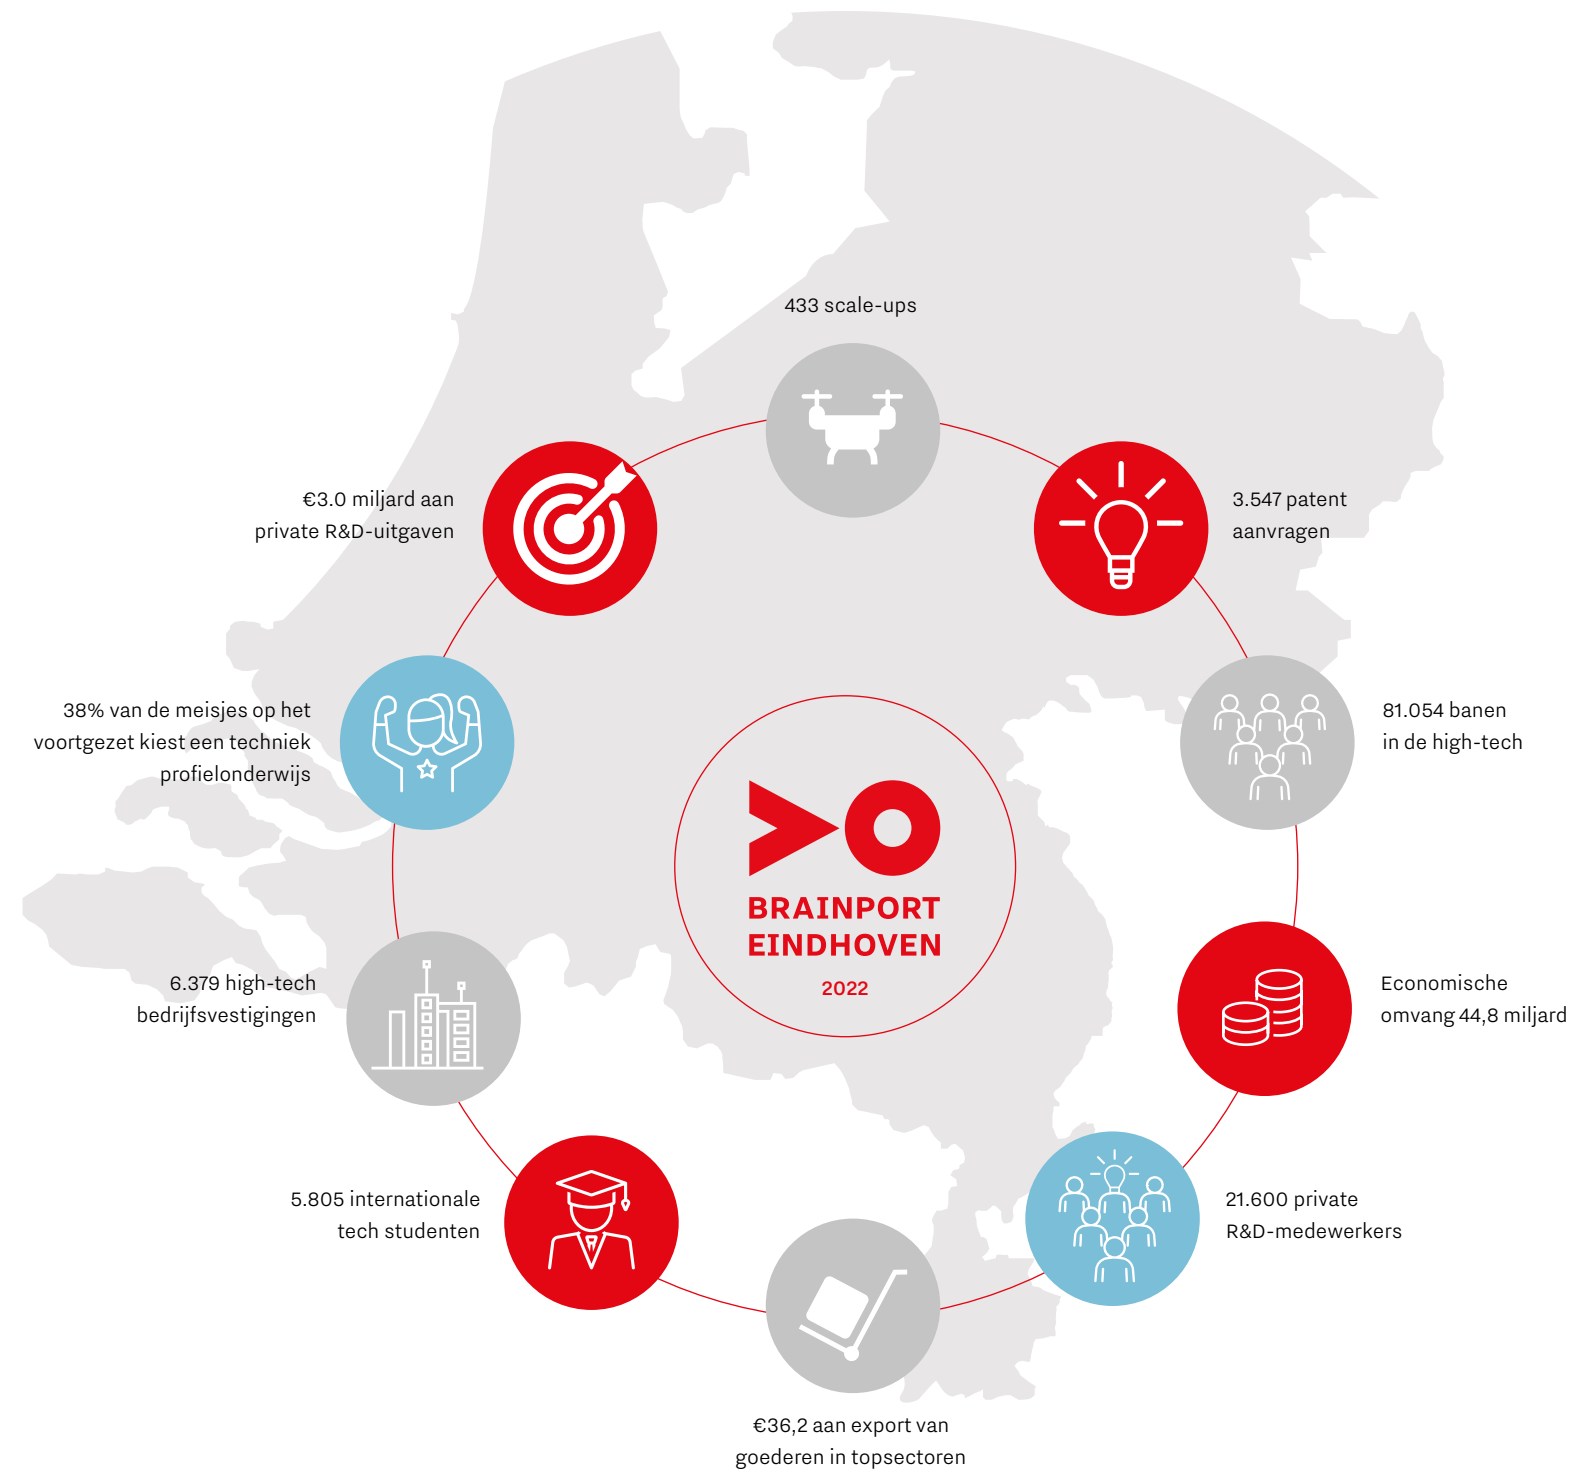 433 scale-ups
€3.0 miljard aan
private R&D-uitgaven
3.547 patent
aanvragen
38% van de meisjes op het
voortgezet kiest een techniek
profielonderwijs
81.054 banen
in de high-tech
BRAINPORT
EINDHOVEN
2022
6.379 high-tech
bedrijfsvestigingen
Economische
omvang 44,8 miljard
5.805 internationale
tech studenten
21.600 private
R&D-medewerkers
€36,2 aan export van
goederen in topsectoren